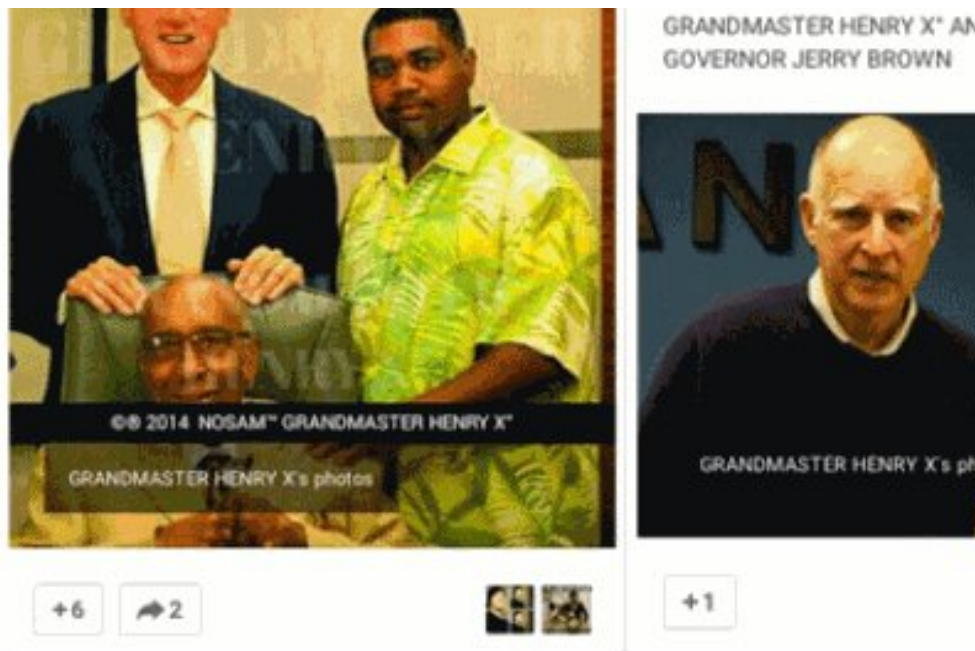 ©® 2014 NOSAM™ GRANDMASTER HENRY X"
GRANDMASTER HENRY X's photos
+6
2
GRANDMASTER HENRY X" AN
GOVERNOR JERRY BROWN
AN
GRANDMASTER HENRY X's ph
+1